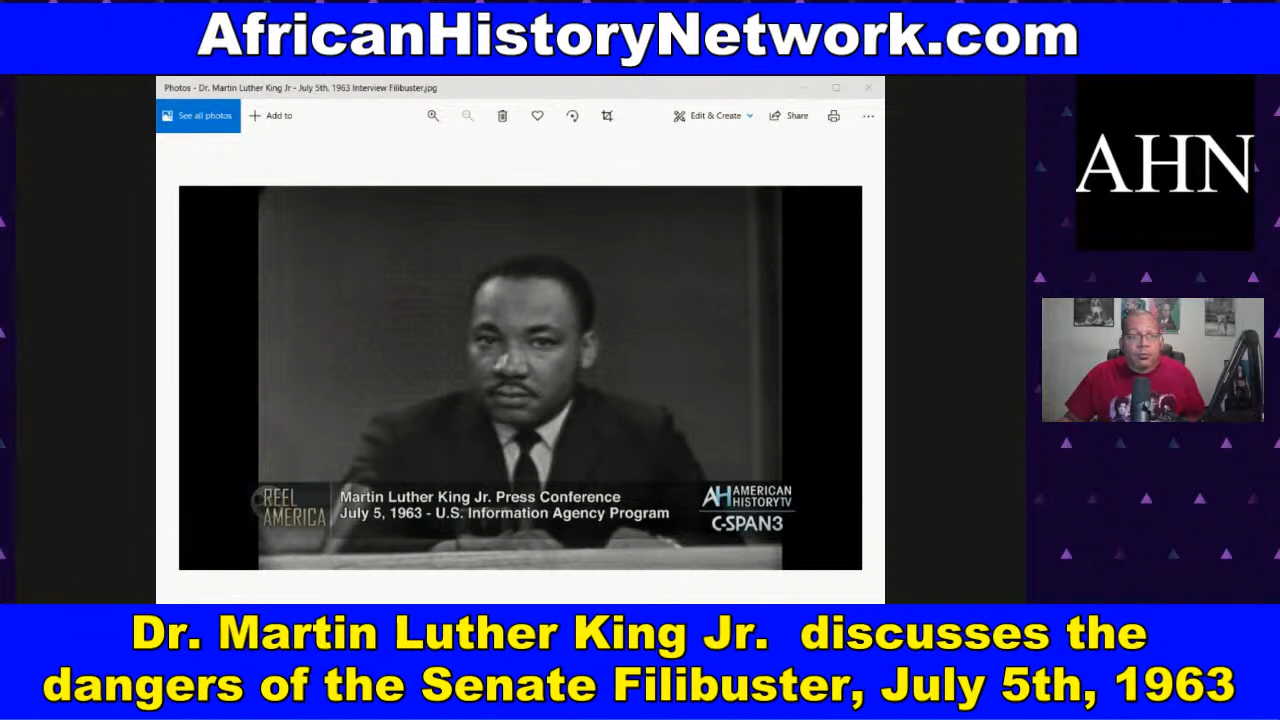 AfricanHistoryNetwork.com
Photos - Dr. Martin Luther King Jr - July 5th, 1963 Interview Filibuster.jpg
See all photos
Add to
Edit & Create
Share
AHN
REEL
AMERICA
Martin Luther King Jr. Press Conference
July 5, 1963 - U.S. Information Agency Program
AH AMERICAN
HISTORYTV
C-SPAN3
Dr. Martin Luther King Jr. discusses the
dangers of the Senate Filibuster, July 5th, 1963